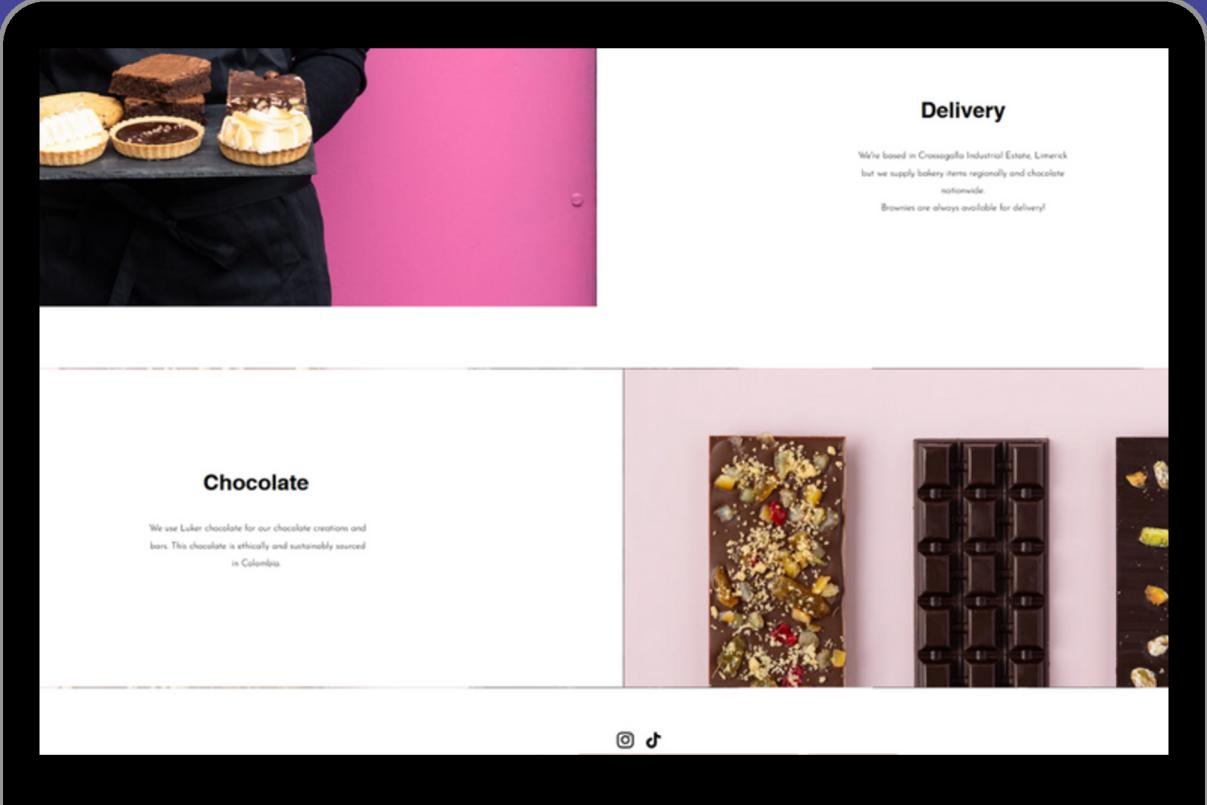 Delivery
We're based in Crossagalla Industrial Estate, Limerick
but we supply bakery items regionally and chocolate
nationwide.
Brownies are always available for delivery!
Chocolate
We use Luker chocolate for our chocolate creations and
bars. This chocolate is ethically and sustainably sourced
in Colombia.